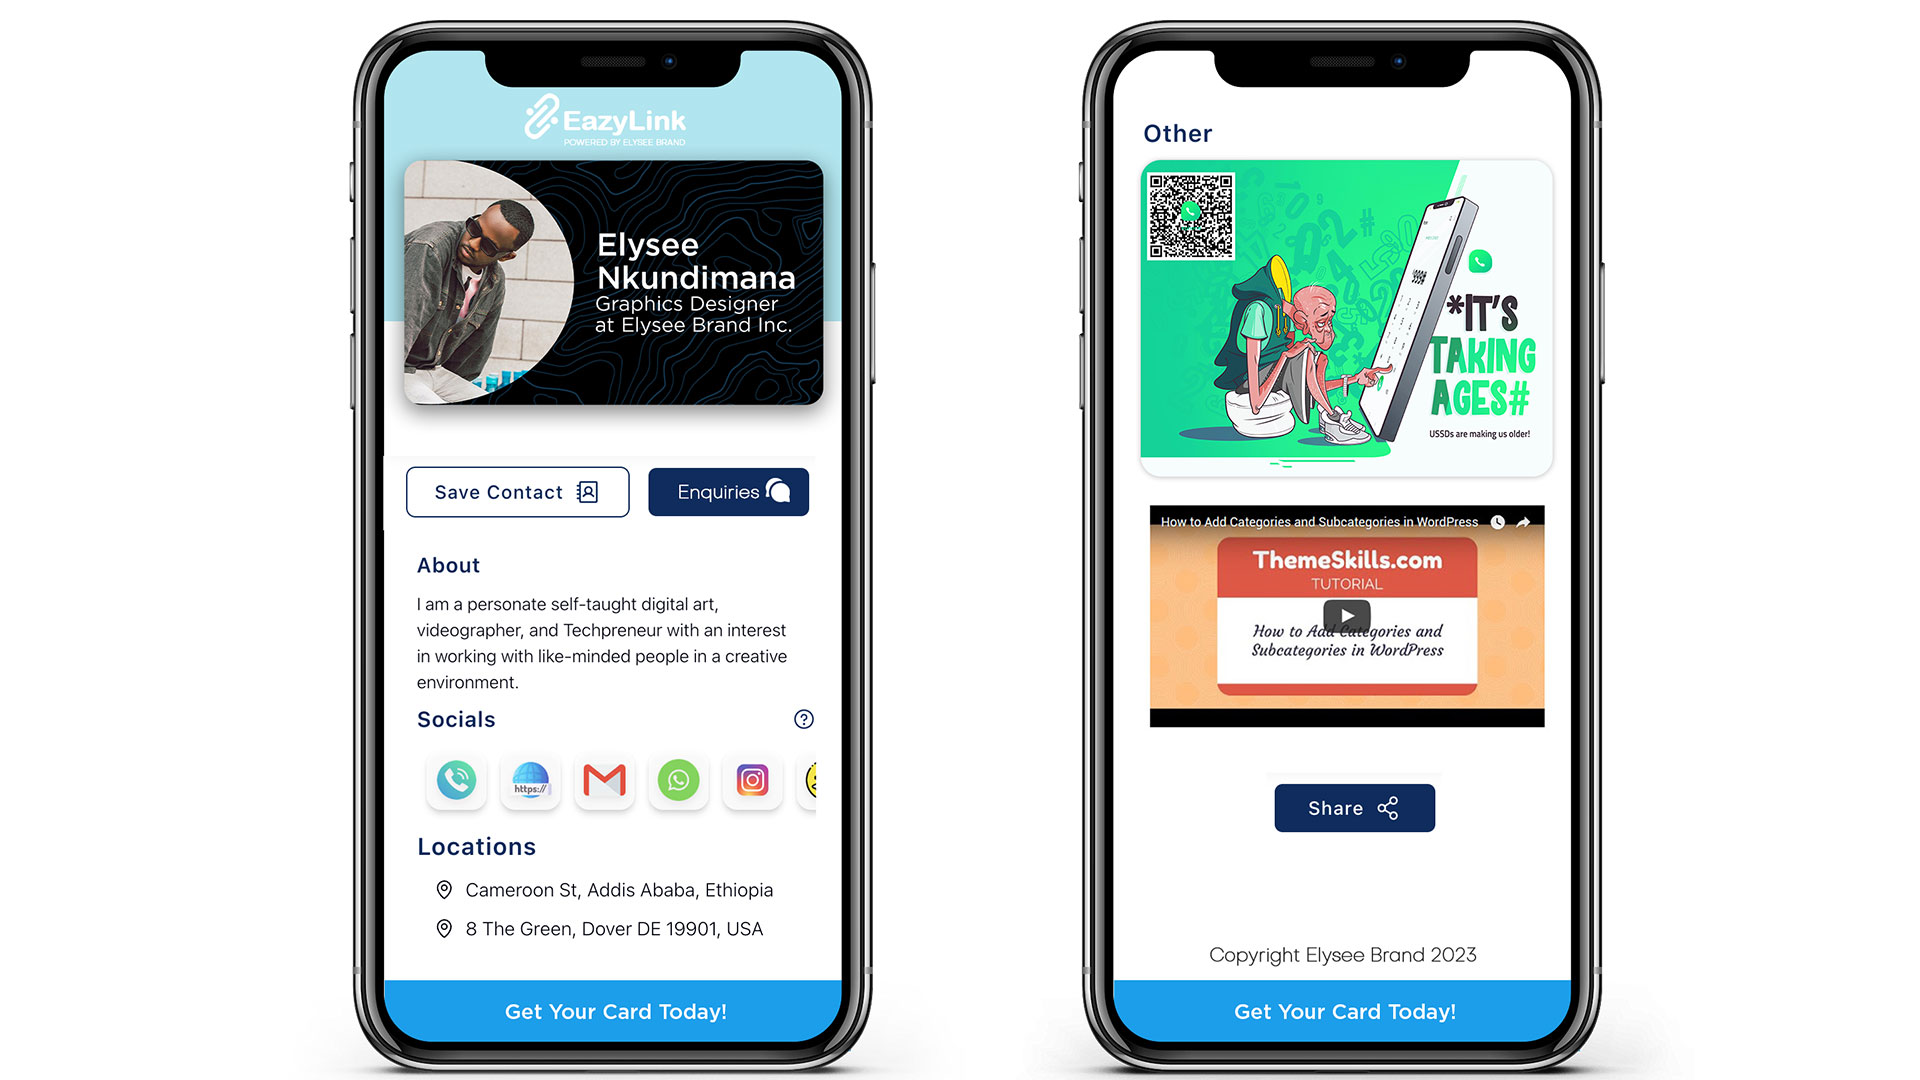 EazyLink
POWERED BY ELYSEE BRAND
Elysee
Nkundimana
Graphics Designer
at Elysee Brand Inc.
Save Contact
Enquiries
About
I am a personate self-taught digital art,
videographer, and Techpreneur with an interest
in working with like-minded people in a creative
environment.
Socials
https://
Locations
Cameroon St, Addis Ababa, Ethiopia
8 The Green, Dover DE 19901, USA
Get Your Card Today!
Other
*IT'S
TAKING
AGES#
USSDs are making us older!
How to Add Categories and Subcategories in WordPress
ThemeSkills.com
TUTORIAL
How to Add Categories and
Subcategories in WordPress
Share
Copyright Elysee Brand 2023
Get Your Card Today!